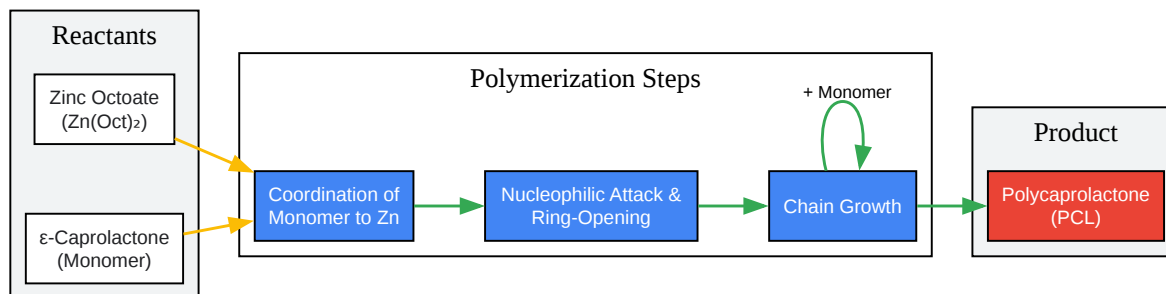 Reactants
Zinc Octoate
(Zn(Oct)₂)
ε-Caprolactone
(Monomer)
Polymerization Steps
+ Monomer
Coordination of
Monomer to Zn
Nucleophilic Attack &
Ring-Opening
Chain Growth
Product
Polycaprolactone
(PCL)